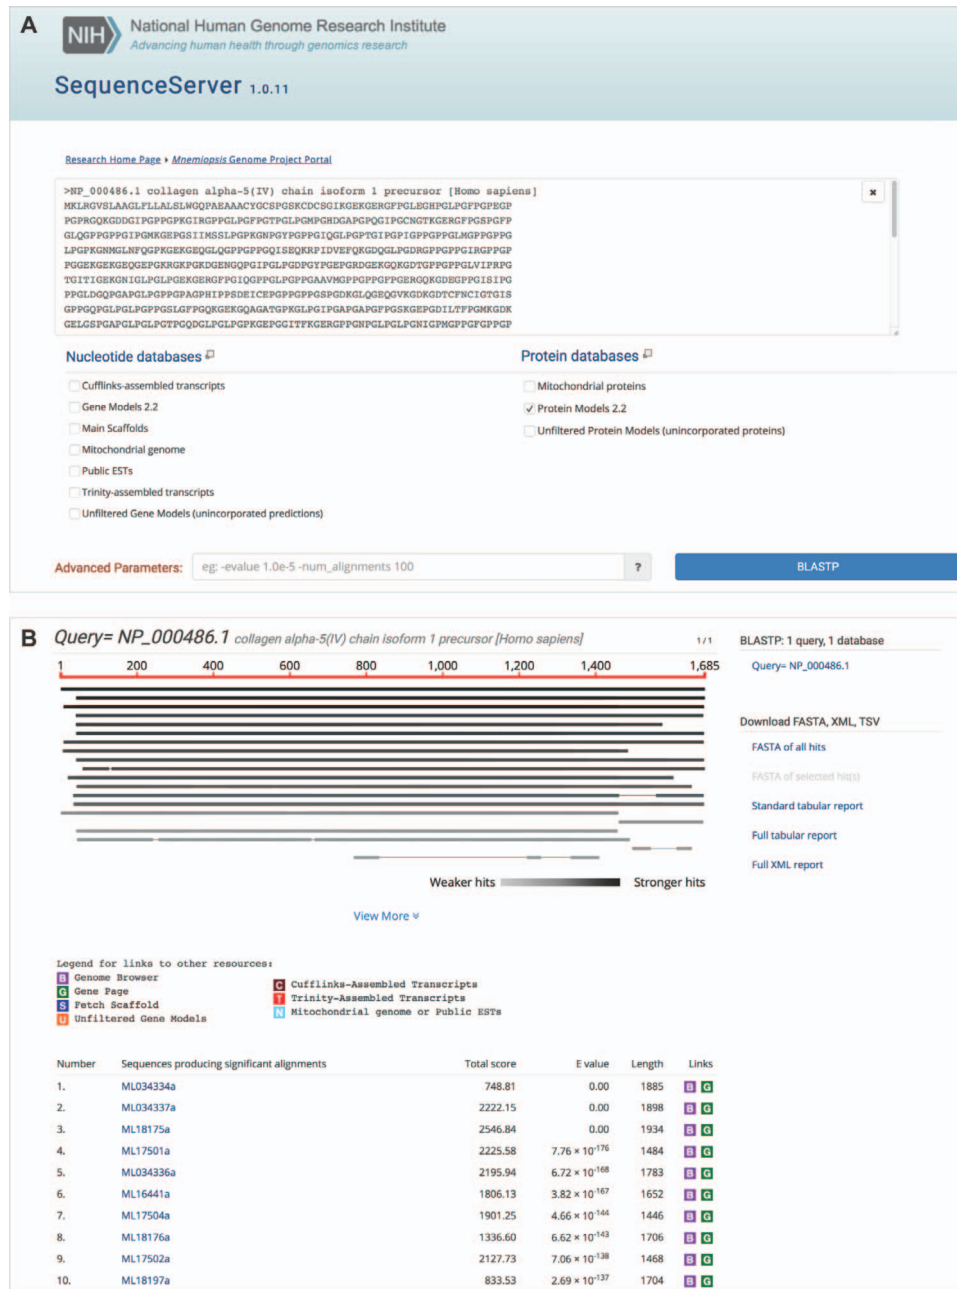 A
NIH
National Human Genome Research Institute
Advancing human health through genomics research
SequenceServer 1.0.11
Research Home Page ▸ Mnemiopsis Genome Project Portal
>NP_000486.1 collagen alpha-5(IV) chain isoform 1 precursor [Homo sapiens]
MKLRGVSLAAGLFLLALSLWGQPAEAAACYGCSPGSKCDCSGIKGEKGERGFPGLEGHPGLPGFPGPEGP
PGPRGQKGDDGIPGPPGPKGIRGPPGLPGFPGTPGLPGMPGHDGAPGPQGIPGCNGTKGERGFPGSPGFP
GLQGPPGPPGIPGMKGEPGSIIMSSLPGPKGNPGYPGPPGIQGLPGPTGIPGPIGPPGPPGLMGPPGPPG
LPGPKGNMGLNFQGPKGEKGEQGLQGPPGPPGQISEQKRPIDVEFQKGDQGLPGDRGPPGPPGIRGPPGP
PGGEKGEKGEQGEPGKRGKPGKDGENGQPGIPGLPGDPGYPGEPGRDGEKGQKGDTGPPGPPGLVIPRPG
TGITIGEKGNIGLPGLPGEKGERGFPGIQGPPGLPGPPGAAVMGPPGPPGFPGERGQKGDEGPPGISIPG
PPGLDGQPGAPGLPGPPGPAGPHIPPSDEICEPGPPGPPGSPGDKGLQGEQGVKGDKGDTCFNCIGTGIS
GPPGQPGLPGLPGPPGSLGFPGQKGEKGQAGATGPKGLPGIPGAPGAPGFPGSKGEPGDILTFPGMKGDK
GELGSPGAPGLPGLPGTPGQDGLPGLPGPKGEPGGITFKGERGPPGNPGLPGLPGNIGPMGPPGFGPPGP
Nucleotide databases
Protein databases
Cufflinks-assembled transcripts
Mitochondrial proteins
Gene Models 2.2
Protein Models 2.2
Main Scaffolds
Unfiltered Protein Models (unincorporated proteins)
Mitochondrial genome
Public ESTs
Trinity-assembled transcripts
Unfiltered Gene Models (unincorporated predictions)
Advanced Parameters: eg: -evalue 1.0e-5 -num_alignments 100 ? BLASTP
B
Query= NP_000486.1 collagen alpha-5(IV) chain isoform 1 precursor [Homo sapiens] 1/1
1 200 400 600 800 1,000 1,200 1,400 1,685
Weaker hits Stronger hits
View More
BLASTP: 1 query, 1 database
Query= NP_000486.1
Download FASTA, XML, TSV
FASTA of all hits
FASTA of selected hit(s)
Standard tabular report
Full tabular report
Full XML report
Legend for links to other resources:
B Genome Browser
G Gene Page
S Fetch Scaffold
U Unfiltered Gene Models
C Cufflinks-Assembled Transcripts
T Trinity-Assembled Transcripts
N Mitochondrial genome or Public ESTs
Number Sequences producing significant alignments Total score E value Length Links
1. ML034334a 748.81 0.00 1885 B G
2. ML034337a 2222.15 0.00 1898 B G
3. ML18175a 2546.84 0.00 1934 B G
4. ML17501a 2225.58 7.76 × 10⁻¹⁷⁶ 1484 B G
5. ML034336a 2195.94 6.72 × 10⁻¹⁶⁸ 1783 B G
6. ML16441a 1806.13 3.82 × 10⁻¹⁶⁷ 1652 B G
7. ML17504a 1901.25 4.66 × 10⁻¹⁴⁴ 1446 B G
8. ML18176a 1336.60 6.62 × 10⁻¹⁴³ 1706 B G
9. ML17502a 2127.73 7.06 × 10⁻¹³⁸ 1468 B G
10. ML18197a 833.53 2.69 × 10⁻¹³⁷ 1704 B G